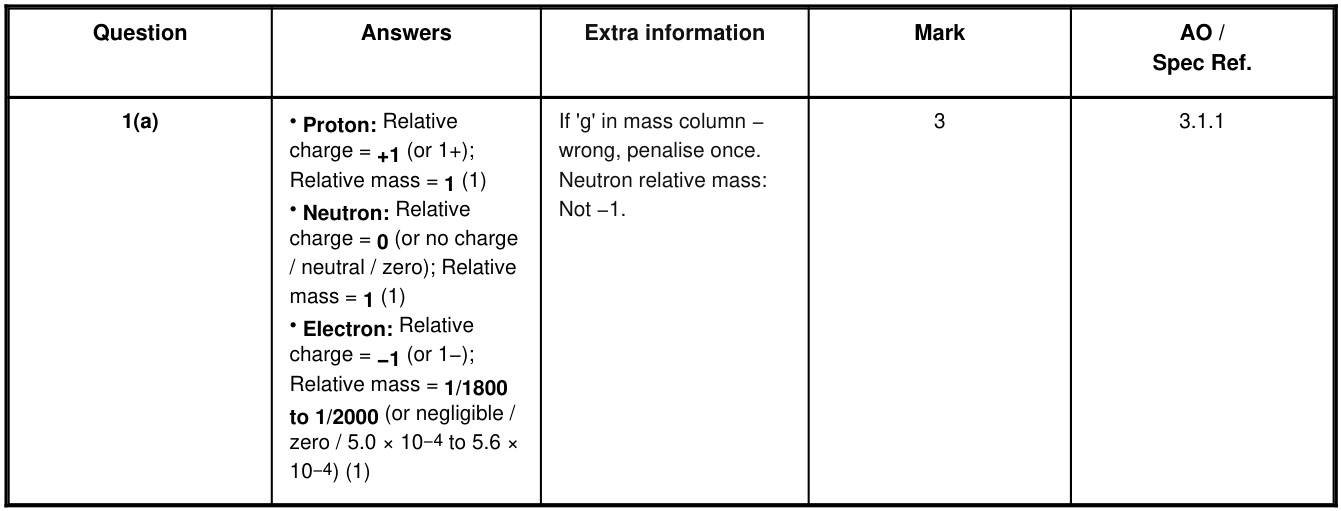 Question
Answers
Extra information
Mark
AO /
Spec Ref.
1(a)
• Proton: Relative
charge = +1 (or 1+);
Relative mass = 1 (1)
• Neutron: Relative
charge = 0 (or no charge
/ neutral / zero); Relative
mass = 1 (1)
• Electron: Relative
charge = −1 (or 1−);
Relative mass = 1/1800
to 1/2000 (or negligible /
zero / 5.0 × 10−4 to 5.6 ×
10−4) (1)
If 'g' in mass column –
wrong, penalise once.
Neutron relative mass:
Not −1.
3
3.1.1